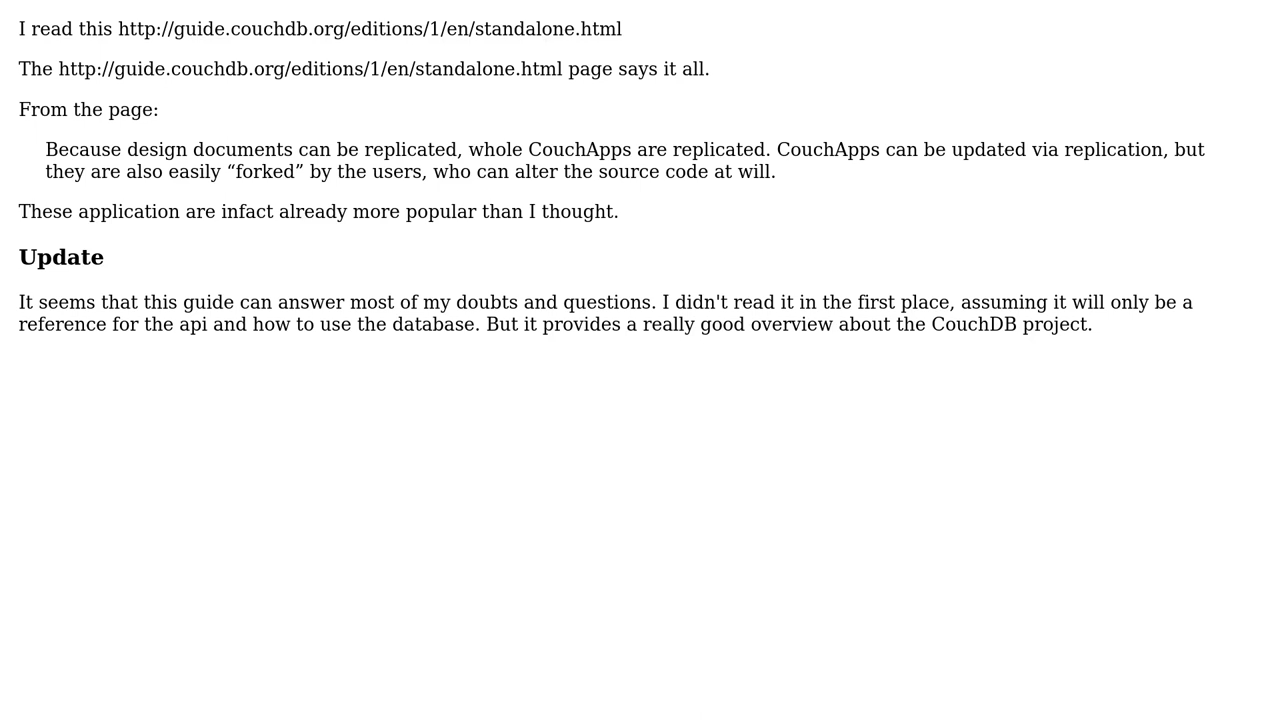 I read this http://guide.couchdb.org/editions/1/en/standalone.html
The http://guide.couchdb.org/editions/1/en/standalone.html page says it all.
From the page:
Because design documents can be replicated, whole CouchApps are replicated. CouchApps can be updated via replication, but
they are also easily “forked” by the users, who can alter the source code at will.
These application are infact already more popular than I thought.
Update
It seems that this guide can answer most of my doubts and questions. I didn't read it in the first place, assuming it will only be a
reference for the api and how to use the database. But it provides a really good overview about the CouchDB project.